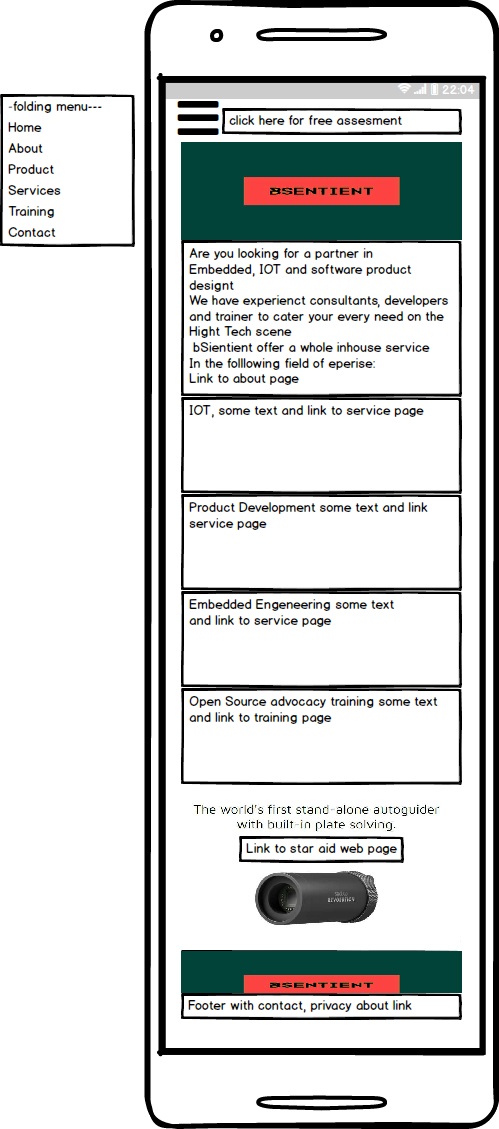 -folding menu---
Home
About
Product
Services
Training
Contact
22:04
click here for free assesment
BSENTIENT
Are you looking for a partner in
Embedded, IOT and software product
designt
We have experienct consultants, developers
and trainer to cater your every need on the
Hight Tech scene
bSientient offer a whole inhouse service
In the folllowing field of eperise:
Link to about page
IOT, some text and link to service page
Product Development some text and link
service page
Embedded Engeneering some text
and link to service page
Open Source advocacy training some text
and link to training page
The world's first stand-alone autoguider
with built-in plate solving.
Link to star aid web page
REVOLUTION
BSENTIENT
Footer with contact, privacy about link